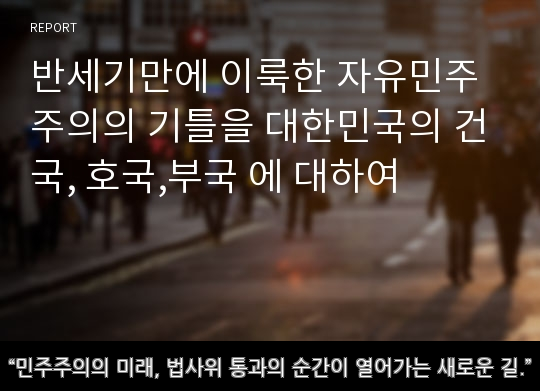 REPORT
반세기만에 이룩한 자유민주
주의의 기틀을 대한민국의 건
국, 호국,부국 에 대하여
“민주주의의 미래, 법사위 통과의 순간이 열어가는 새로운 길.”